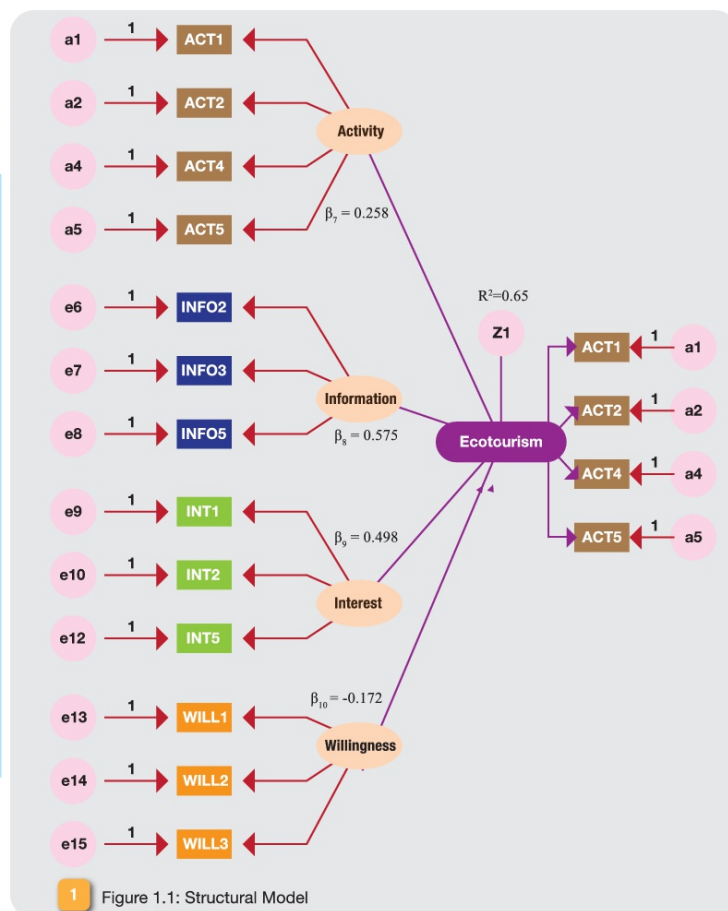 a1 1 ACT1
a2 1 ACT2
Activity
a4 1 ACT4
a5 1 ACT5
β7 = 0.258
e6 1 INFO2
e7 1 INFO3
Information
e8 1 INFO5
β8 = 0.575
R²=0.65
Z1
Ecotourism
ACT1 1 a1
ACT2 1 a2
ACT4 1 a4
ACT5 1 a5
e9 1 INT1
β9 = 0.498
e10 1 INT2
Interest
e12 1 INT5
β10 = -0.172
e13 1 WILL1
Willingness
e14 1 WILL2
e15 1 WILL3
1 Figure 1.1: Structural Model